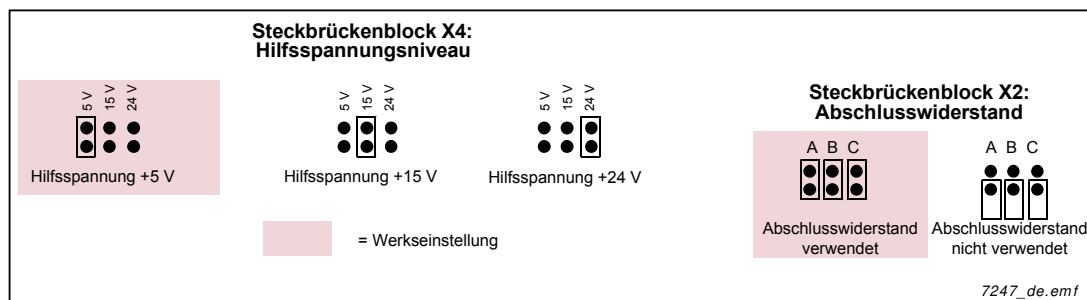 Steckbrückenblock X4:
Hilfsspannungsniveau
5 V
15 V
24 V
Hilfsspannung +5 V
5 V
15 V
24 V
Hilfsspannung +15 V
5 V
15 V
24 V
Hilfsspannung +24 V
= Werkseinstellung
Steckbrückenblock X2:
Abschlusswiderstand
A B C
Abschlusswiderstand
verwendet
A B C
Abschlusswiderstand
nicht verwendet
7247_de.emf